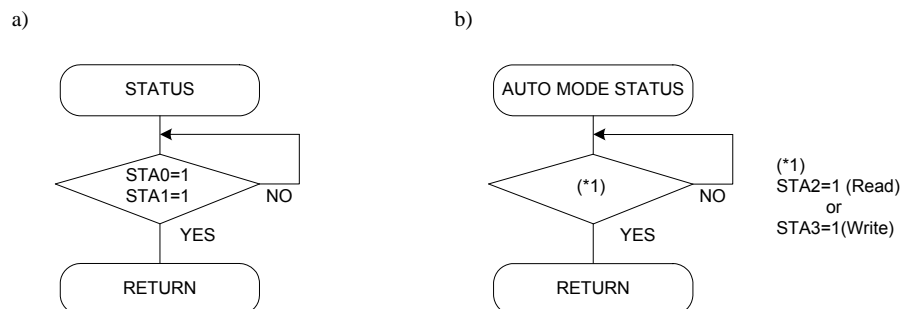 a)
STATUS
STA0=1
STA1=1
NO
YES
RETURN
b)
AUTO MODE STATUS
(*1)
NO
YES
RETURN
(*1)
STA2=1 (Read)
or
STA3=1(Write)